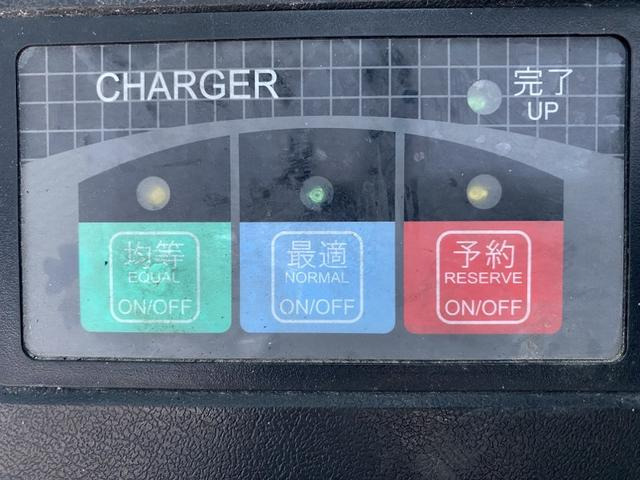 CHARGER
完了
UP
均等
EQUAL
ON/OFF
最適
NORMAL
ON/OFF
予約
RESERVE
ON/OFF